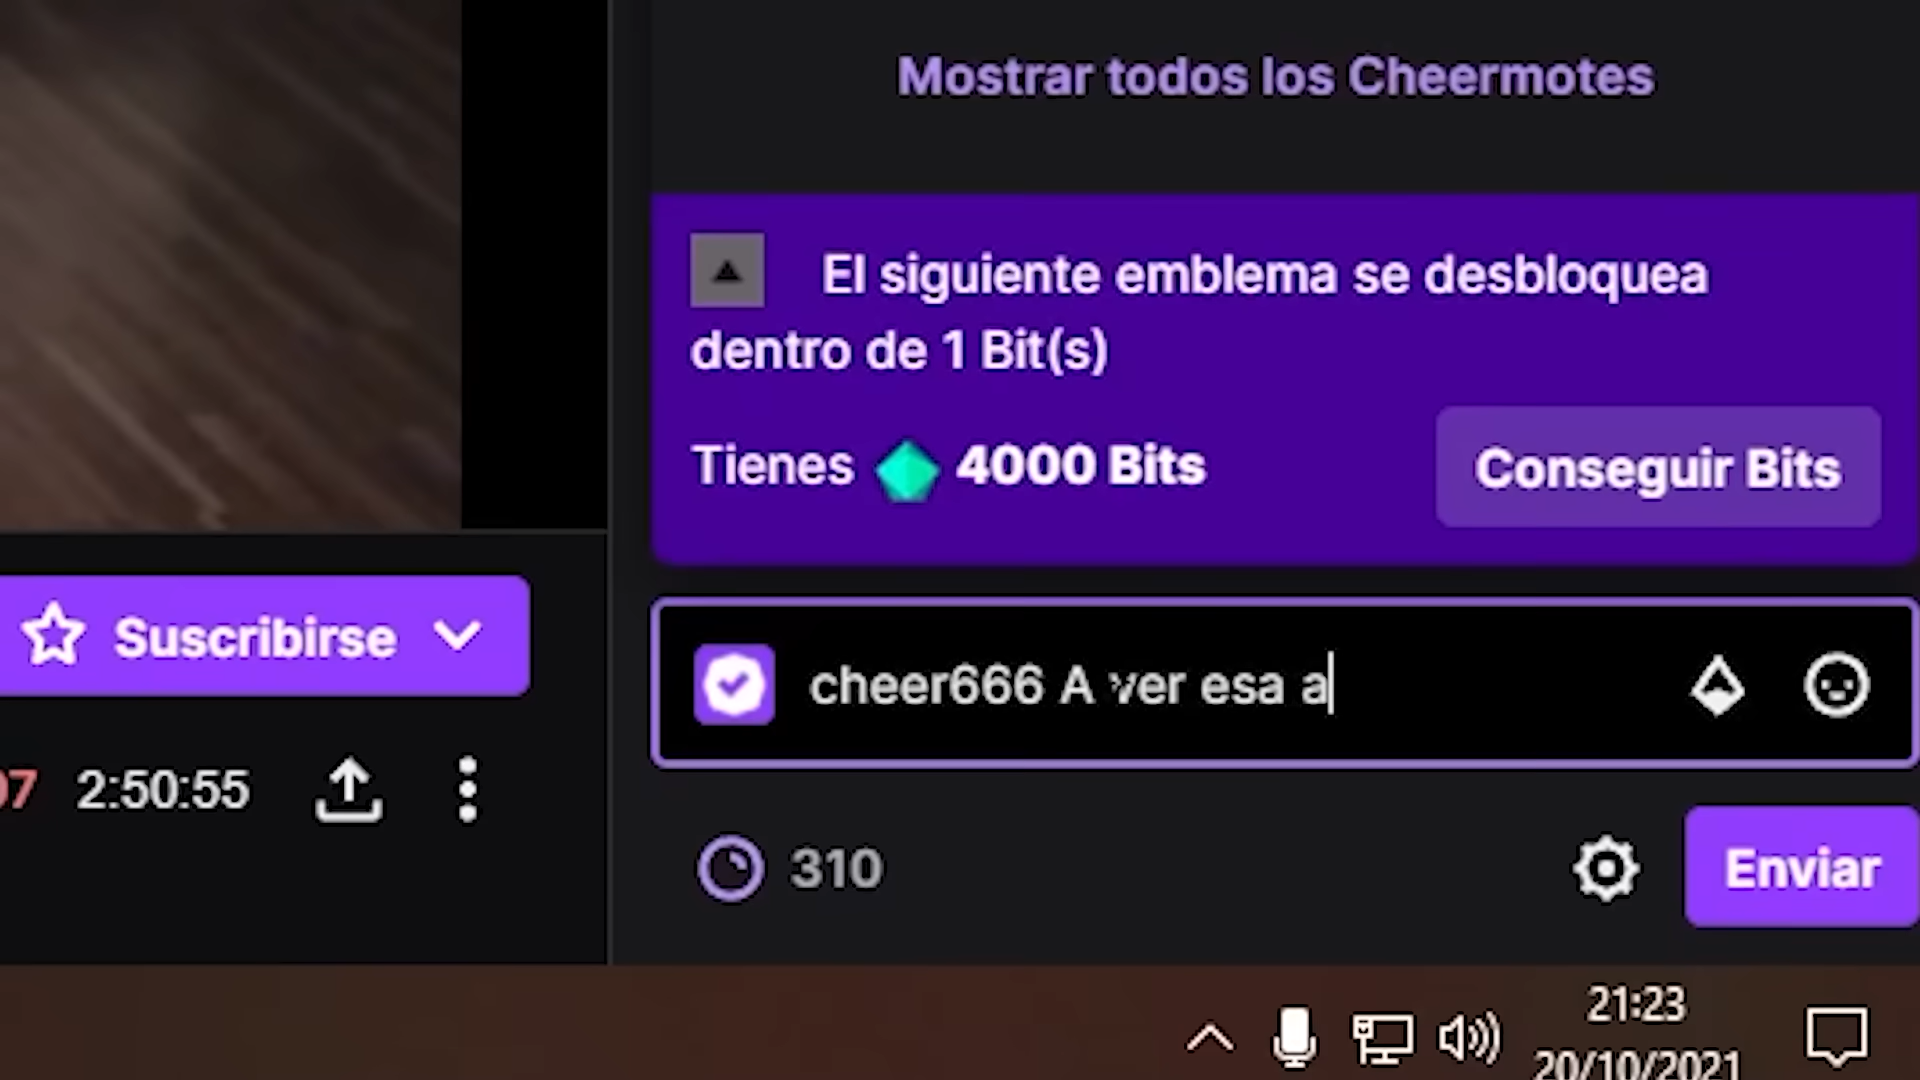 Mostrar todos los Cheermotes
El siguiente emblema se desbloquea
dentro de 1 Bit(s)
Tienes 4000 Bits
Conseguir Bits
Suscribirse
cheer666 A ver esa a
07 2:50:55
310
Enviar
21:23
20/10/2021